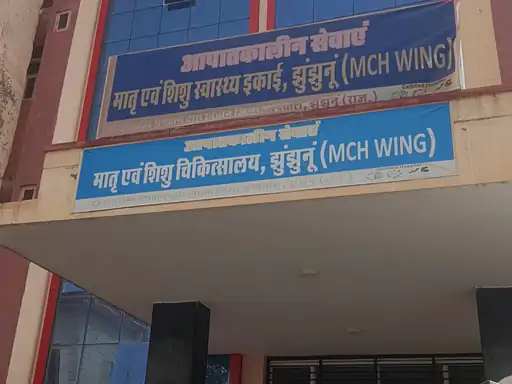 आपातकालीन सेवाएं
मातृ एवं शिशु स्वास्थ्य इकाई, झुंझुनूं (MCH WING)
आपातकालीन सेवाएं
मातृ एवं शिशु चिकित्सालय, झुंझुनूं (MCH WING)